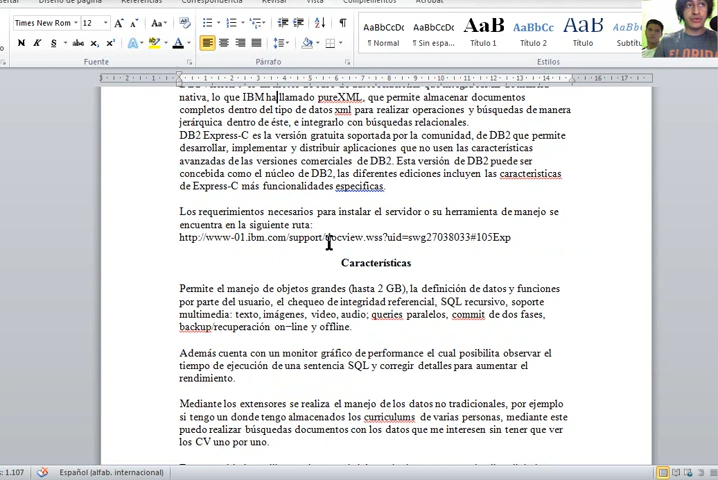 Diseño de página
Referencias
Correspondencia
Revisar
Vista
Complementos
Acrobat
Times New Rom 12
AaBbCcDc AaBbCcDc AaB AaBbCc AaB AaBbCc
¶ Normal ¶ Sin espa... Título 1 Título 2 Título Subtít
Fuente Párrafo Estilos
nativa, lo que IBM ha llamado pureXML, que permite almacenar documentos
completos dentro del tipo de datos xml para realizar operaciones y búsquedas de manera
jerárquica dentro de éste, e integrarlo con búsquedas relacionales.
DB2 Express-C es la versión gratuita soportada por la comunidad, de DB2 que permite
desarrollar, implementar y distribuir aplicaciones que no usen las características
avanzadas de las versiones comerciales de DB2. Esta versión de DB2 puede ser
concebida como el núcleo de DB2, las diferentes ediciones incluyen las caracteristicas
de Express-C más funcionalidades especificas.
Los requerimientos necesarios para instalar el servidor o su herramienta de manejo se
encuentra en la siguiente ruta:
http://www-01.ibm.com/support/docview.wss?uid=swg27038033#105Exp
Características
Permite el manejo de objetos grandes (hasta 2 GB), la definición de datos y funciones
por parte del usuario, el chequeo de integridad referencial, SQL recursivo, soporte
multimedia: texto, imágenes, video, audio; queries paralelos, commit de dos fases,
backup/recuperación on−line y offline.
Además cuenta con un monitor gráfico de performance el cual posibilita observar el
tiempo de ejecución de una sentencia SQL y corregir detalles para aumentar el
rendimiento.
Mediante los extensores se realiza el manejo de los datos no tradicionales, por ejemplo
si tengo un donde tengo almacenados los curriculums de varias personas, mediante este
puedo realizar búsquedas documentos con los datos que me interesen sin tener que ver
los CV uno por uno.
s: 1.107 Español (alfab. internacional)